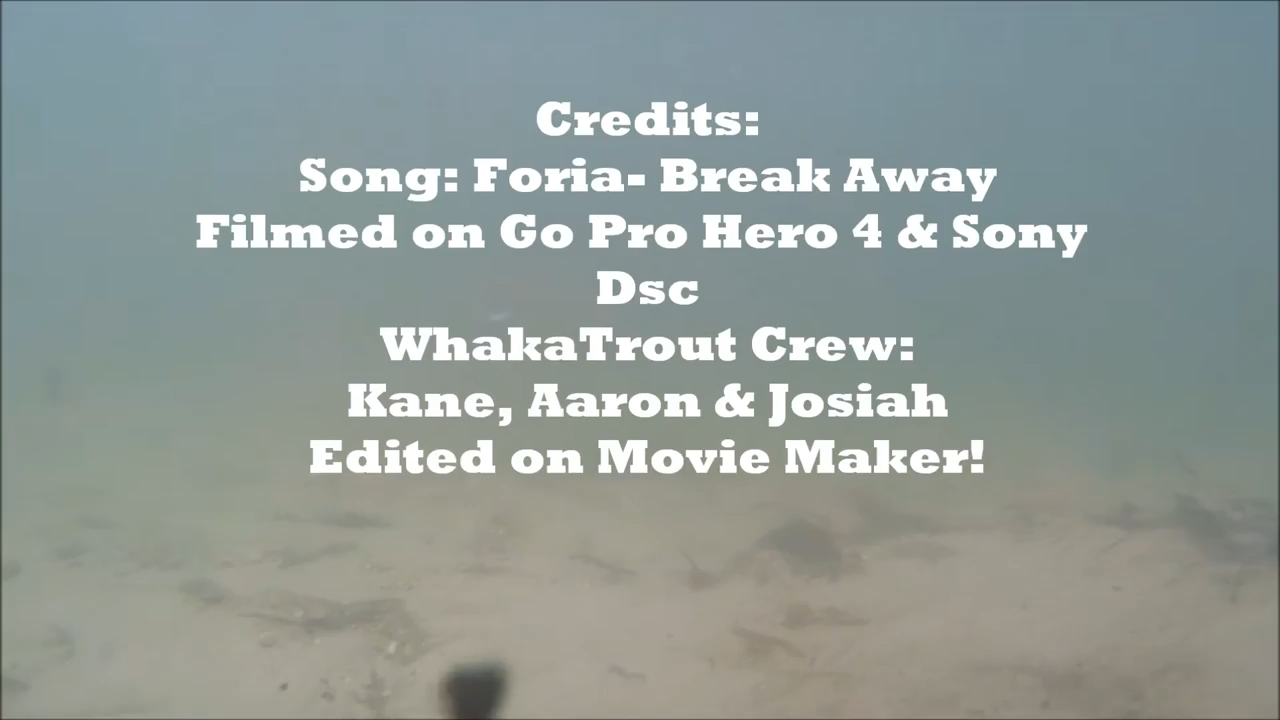 Credits:
Song: Foria- Break Away
Filmed on Go Pro Hero 4 & Sony
Dsc
WhakaTrout Crew:
Kane, Aaron & Josiah
Edited on Movie Maker!